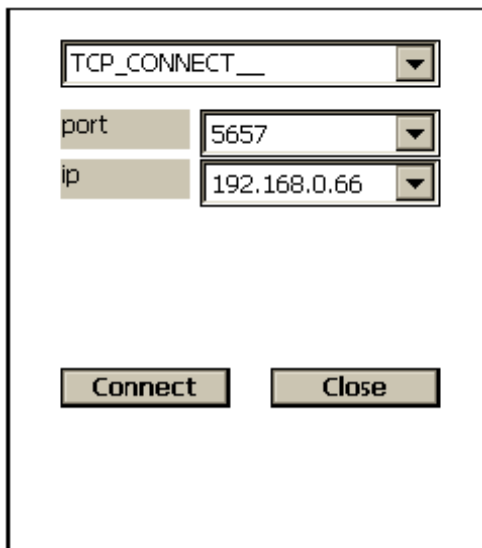 TCP_CONNECT__
port 5657
ip 192.168.0.66
Connect Close